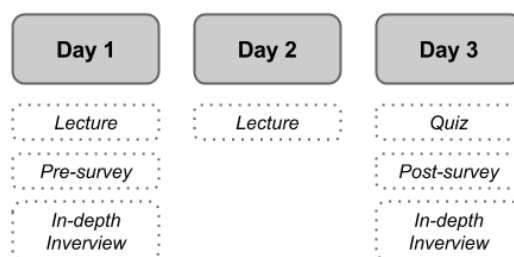 Day 1
Lecture
Pre-survey
In-depth
Inverview
Day 2
Lecture
Day 3
Quiz
Post-survey
In-depth
Inverview